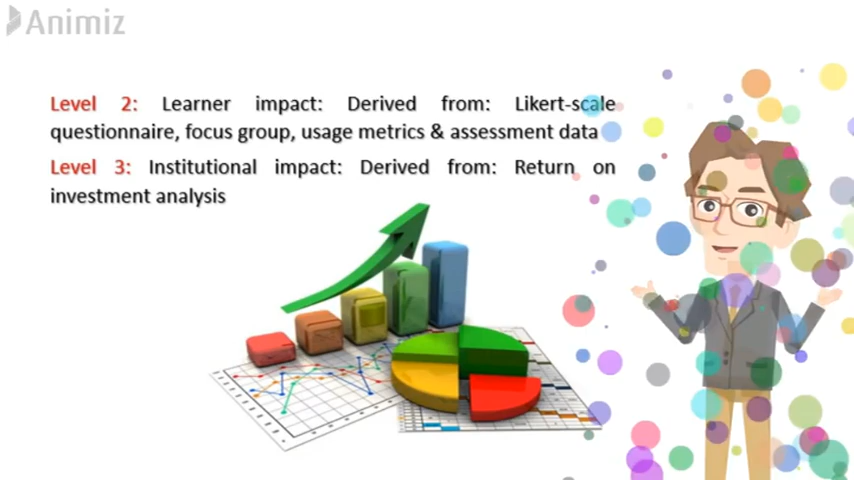 Animiz
Level 2: Learner impact: Derived from: Likert-scale
questionnaire, focus group, usage metrics & assessment data
Level 3: Institutional impact: Derived from: Return on
investment analysis